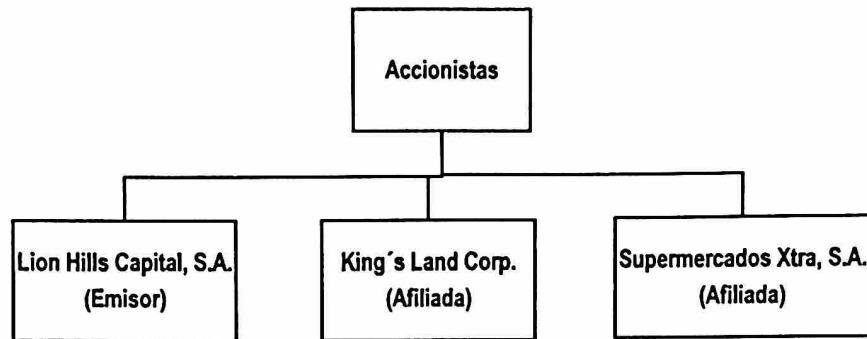 Accionistas
Lion Hills Capital, S.A.
(Emisor)
King´s Land Corp.
(Afiliada)
Supermercados Xtra, S.A.
(Afiliada)